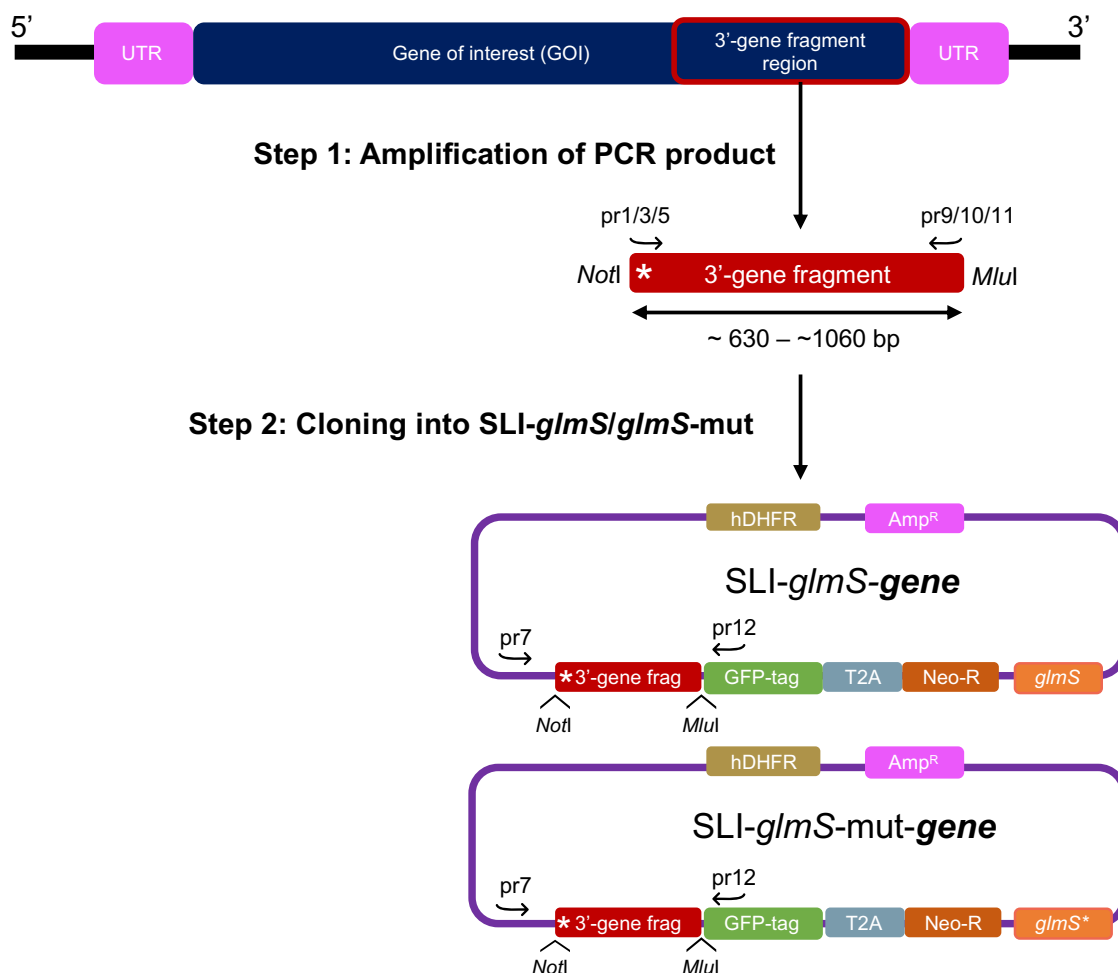 5’ 3’
UTR Gene of interest (GOI) 3’-gene fragment region UTR
Step 1: Amplification of PCR product
pr1/3/5 pr9/10/11
NotI * 3’-gene fragment MluI
~ 630 – ~1060 bp
Step 2: Cloning into SLI-glmS/glmS-mut
hDHFR AmpR
SLI-glmS-gene
pr7 pr12
* 3’-gene frag GFP-tag T2A Neo-R glmS
NotI MluI
hDHFR AmpR
SLI-glmS-mut-gene
pr7 pr12
* 3’-gene frag GFP-tag T2A Neo-R glmS*
NotI MluI